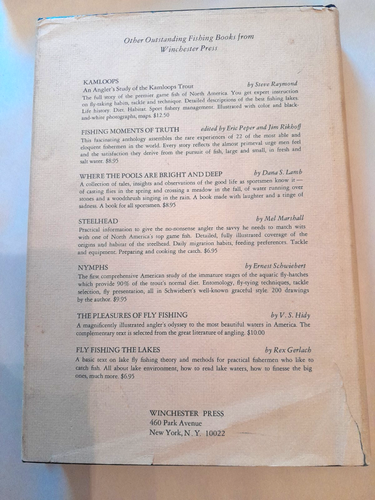 Other Outstanding Fishing Books from
Winchester Press
KAMLOOPS by Steve Raymond
An Angler's Study of the Kamloops Trout
The full story of the premier game fish of North America. You get expert instruction
on fly-taking habits, tackle and technique. Detailed descriptions of the best fishing lakes.
Life history. Diet. Habitat. Sport fishery management. Illustrated with color and black-
and-white photographs, maps. $12.50
FISHING MOMENTS OF TRUTH edited by Eric Peper and Jim Rikhoff
This fascinating anthology assembles the rare experiences of 22 of the most able and
eloquent fishermen in the world. Every story reflects the almost primeval urge men feel
and the satisfaction they derive from the pursuit of fish, large and small, in fresh and
salt water. $8.95
WHERE THE POOLS ARE BRIGHT AND DEEP by Dana S. Lamb
A collection of tales, insights and observations of the good life as sportsmen know it—
of casting flies in the spring and crossing a meadow in the fall, of water running over
stones and a woodthrush singing in the rain. A book made with laughter and a tinge of
sadness. A book for all sportsmen. $8.95
STEELHEAD by Mel Marshall
Practical information to give the no-nonsense angler the savvy he needs to match wits
with one of North America's top game fish. Detailed, fully illustrated coverage of the
origins and habitat of the steelhead. Daily migration habits, feeding preferences. Tackle
and equipment. Preparing and cooking the catch. $6.95
NYMPHS by Ernest Schwiebert
The first comprehensive American study of the immature stages of the aquatic fly-hatches
which provide 90% of the trout's normal diet. Entomology, fly-tying techniques, tackle
selection, fly presentation, all in Schwiebert's well-known graceful style. 200 drawings
by the author. $9.95
THE PLEASURES OF FLY FISHING by V. S. Hidy
A magnificently illustrated angler's odyssey to the most beautiful waters in America. The
complementary text is selected from the great literature of angling. $10.00
FLY FISHING THE LAKES by Rex Gerlach
A basic text on lake fly fishing theory and methods for practical fishermen who like to
catch fish. All about lake environment, how to read lake waters, how to finesse the big
ones, much more. $6.95
WINCHESTER PRESS
460 Park Avenue
New York, N. Y. 10022